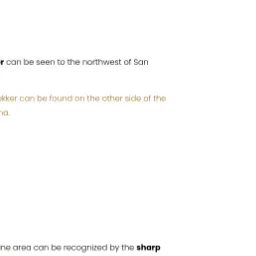 r can be seen to the northwest of San
kker can be found on the other side of the
na.
ne area can be recognized by the sharp